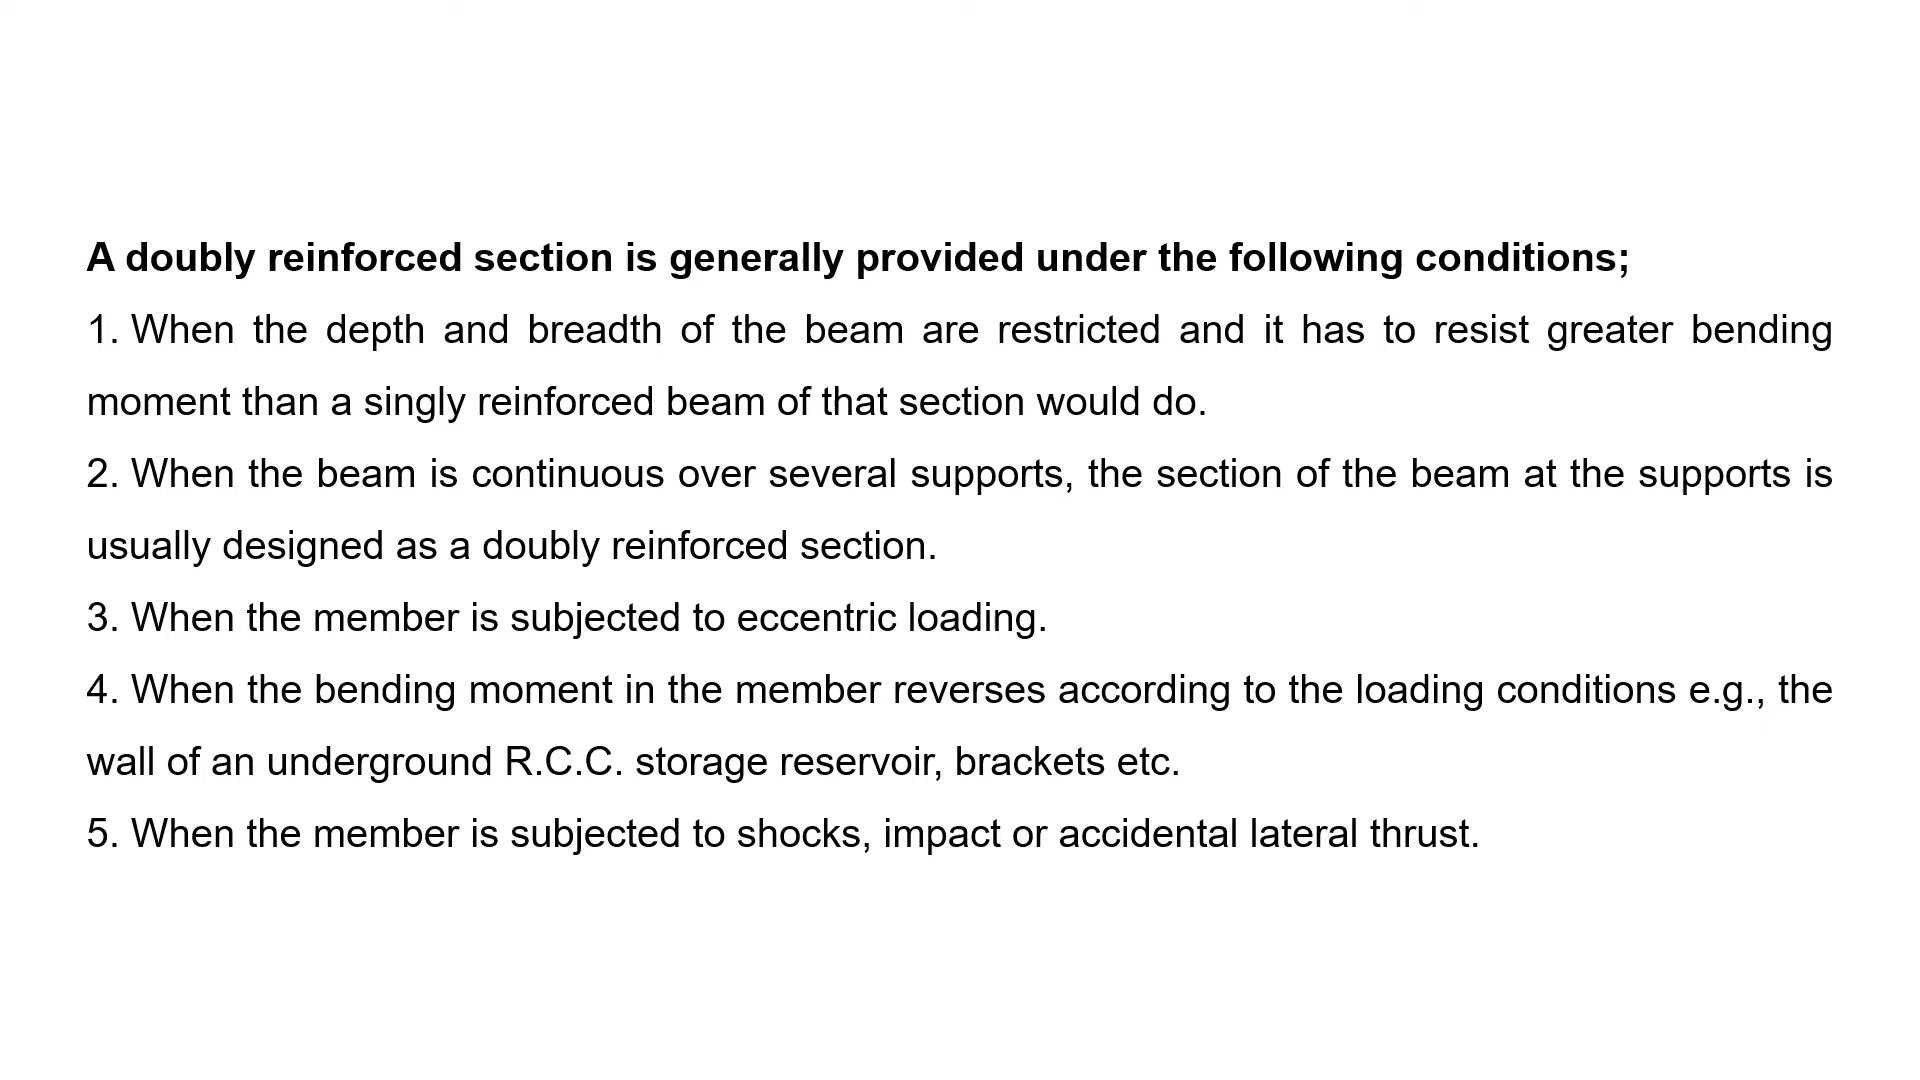 A doubly reinforced section is generally provided under the following conditions;
1. When the depth and breadth of the beam are restricted and it has to resist greater bending
moment than a singly reinforced beam of that section would do.
2. When the beam is continuous over several supports, the section of the beam at the supports is
usually designed as a doubly reinforced section.
3. When the member is subjected to eccentric loading.
4. When the bending moment in the member reverses according to the loading conditions e.g., the
wall of an underground R.C.C. storage reservoir, brackets etc.
5. When the member is subjected to shocks, impact or accidental lateral thrust.